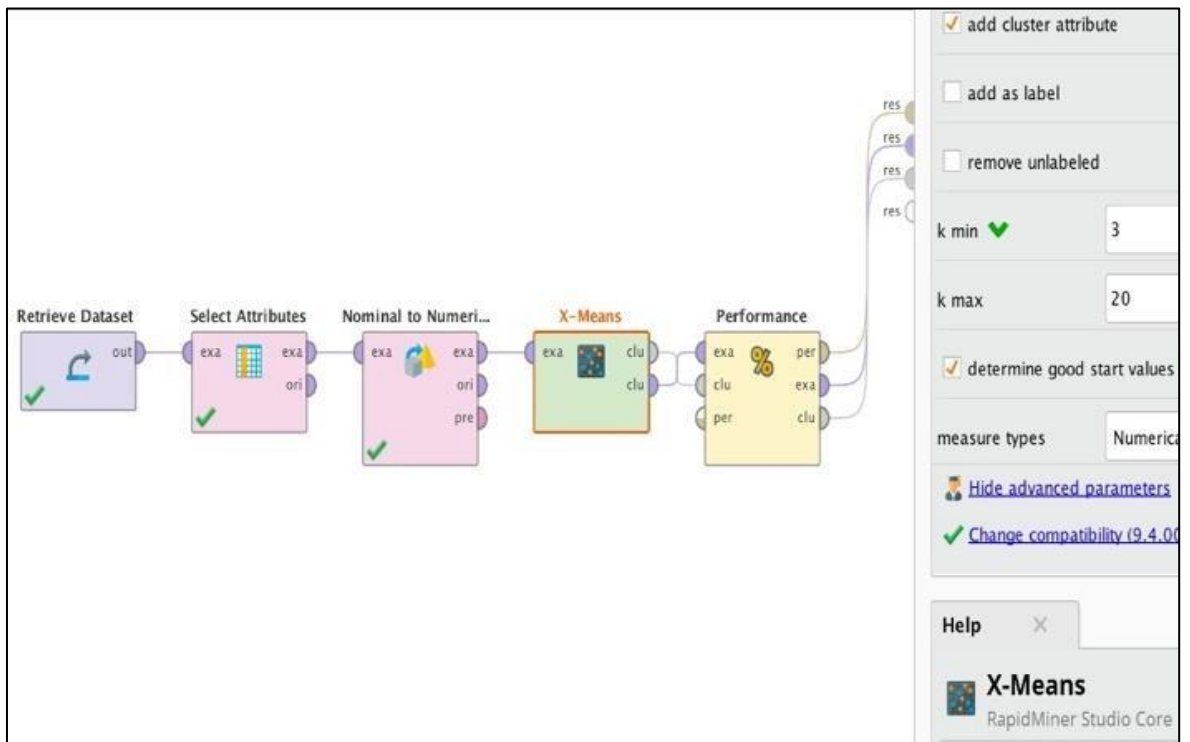 add cluster attribute
add as label
remove unlabeled
k min 3
k max 20
determine good start values
measure types Numerica
Hide advanced parameters
Change compatibility (9.4.00
Help
X-Means
RapidMiner Studio Core
res
res
res
res
Retrieve Dataset
out
Select Attributes
exa exa
ori
Nominal to Numeri...
exa exa
ori
pre
X-Means
exa clu
clu
Performance
exa % per
clu exa
per clu